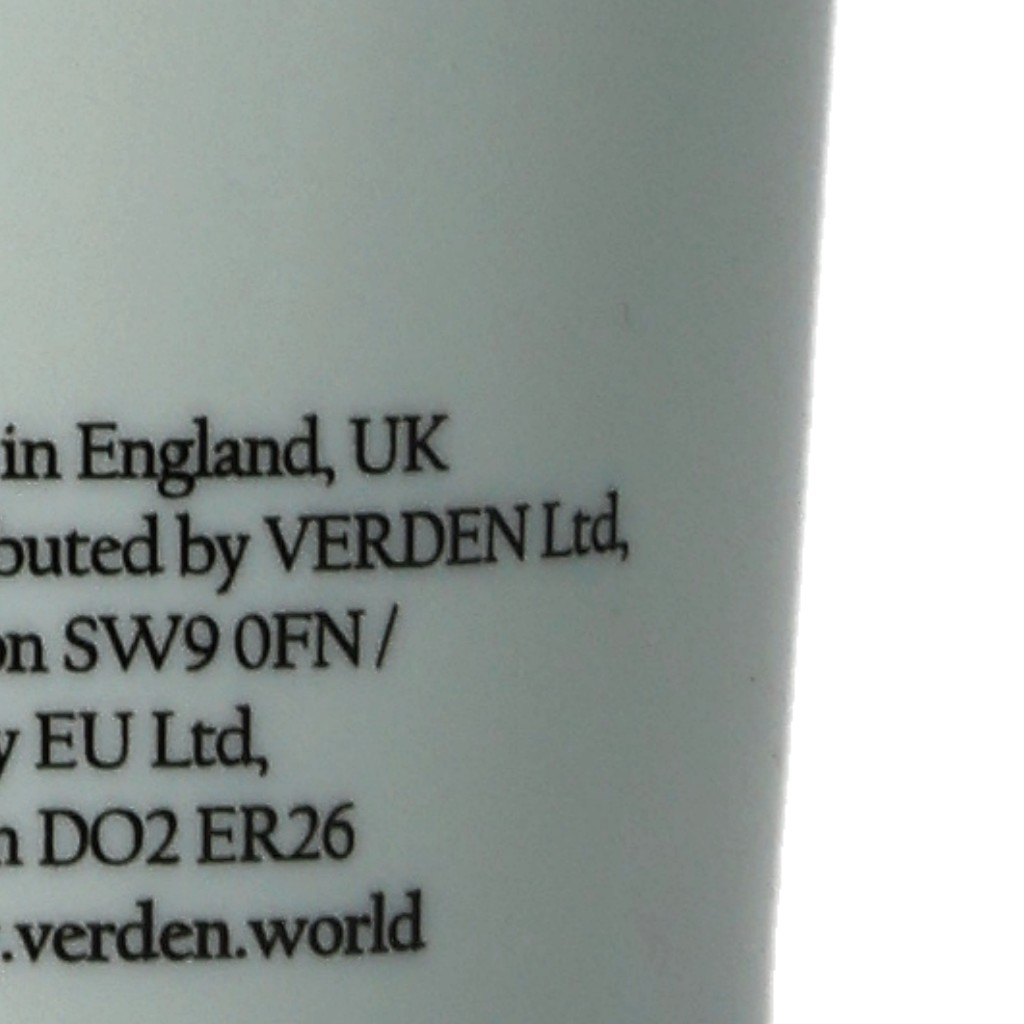 in England, UK
buted by VERDEN Ltd,
on SW9 0FN /
y EU Ltd,
n DO2 ER26
.verden.world